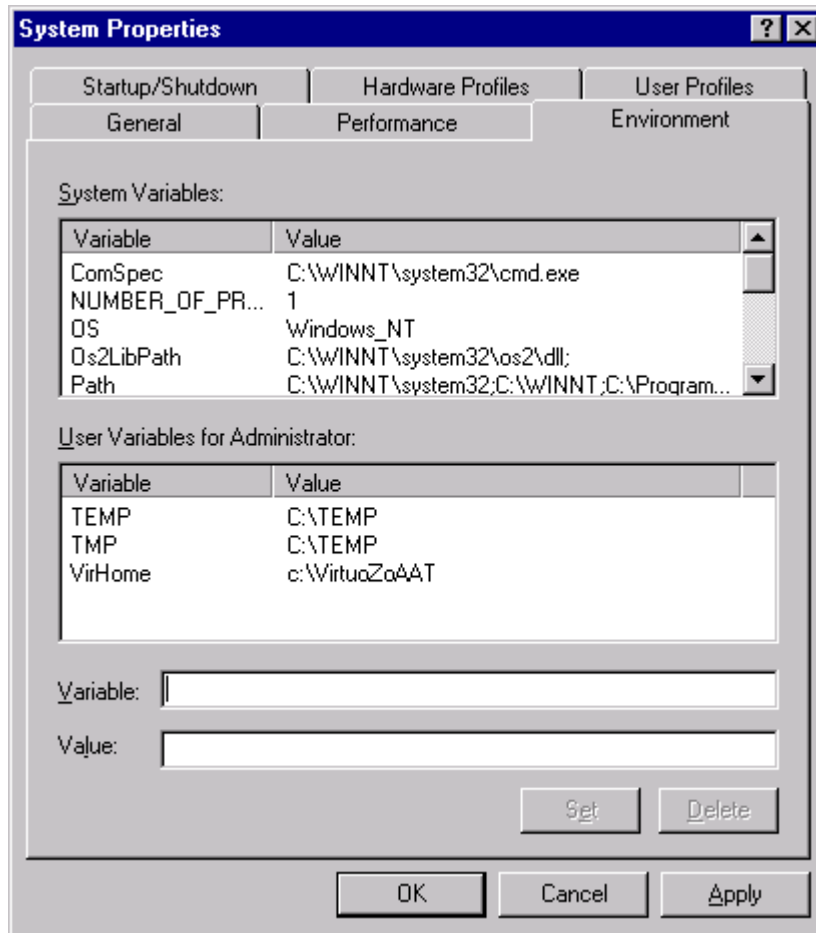 System Properties
Startup/Shutdown Hardware Profiles User Profiles
General Performance Environment
System Variables:
Variable Value
ComSpec C:\WINNT\system32\cmd.exe
NUMBER_OF_PR... 1
OS Windows_NT
Os2LibPath C:\WINNT\system32\os2\dll;
Path C:\WINNT\system32;C:\WINNT;C:\Program...
User Variables for Administrator:
Variable Value
TEMP C:\TEMP
TMP C:\TEMP
VirHome c:\VirtuoZoAAT
Variable:
Value:
Set Delete
OK Cancel Apply